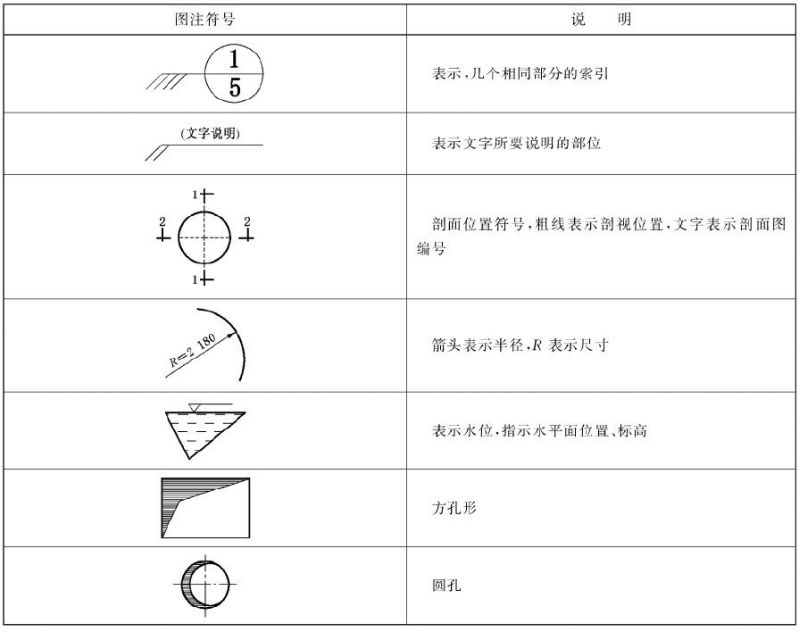 图注符号
说 明
1
5
表示,几个相同部分的索引
(文字说明)
表示文字所要说明的部位
1
2 2
1
剖面位置符号,粗线表示剖视位置,文字表示剖面图
编号
R=2 180
箭头表示半径,R 表示尺寸
表示水位,指示水平面位置、标高
方孔形
圆孔